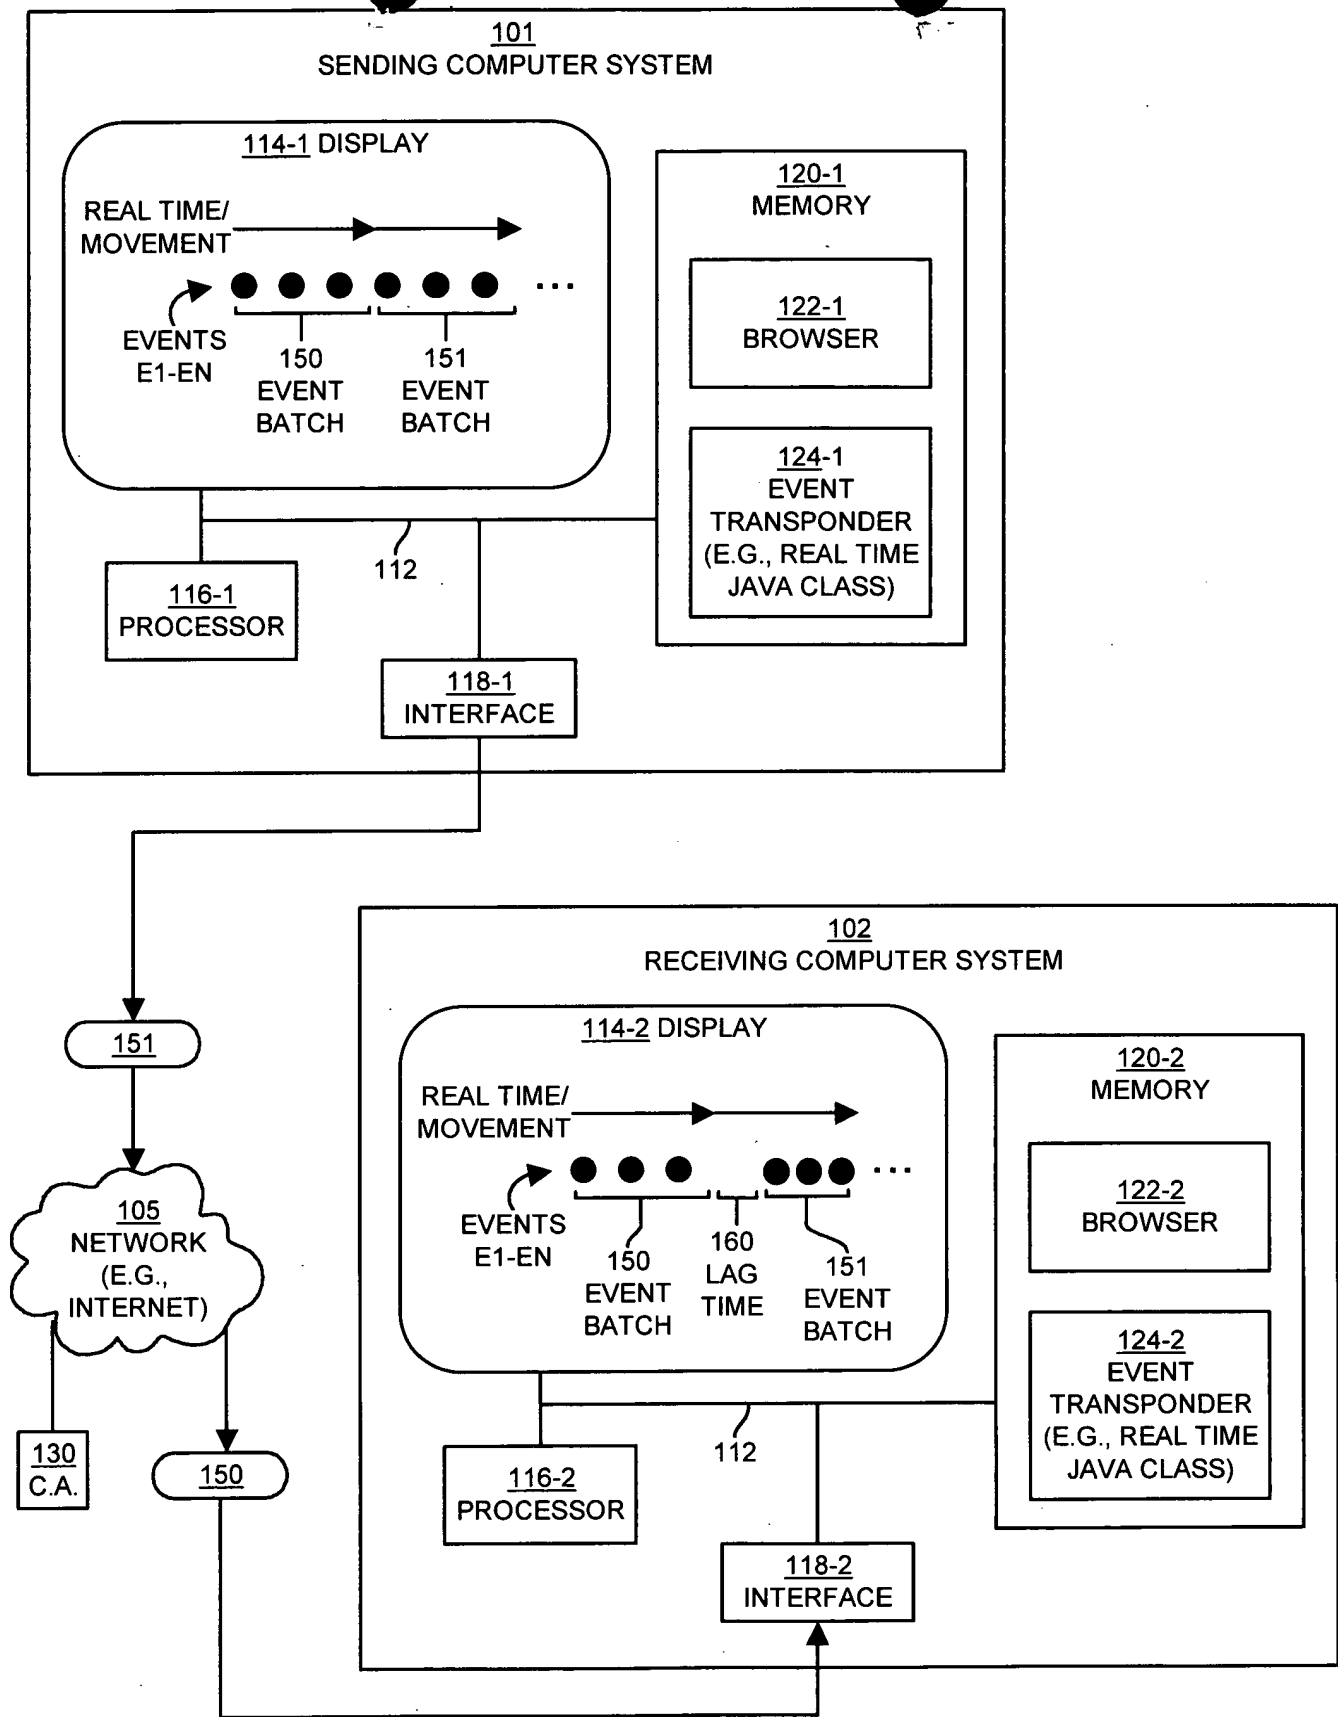 101
SENDING COMPUTER SYSTEM
114-1 DISPLAY
REAL TIME/
MOVEMENT
...
EVENTS
E1-EN
150
EVENT
BATCH
151
EVENT
BATCH
120-1
MEMORY
122-1
BROWSER
124-1
EVENT
TRANSPONDER
(E.G., REAL TIME
JAVA CLASS)
112
116-1
PROCESSOR
118-1
INTERFACE
151
105
NETWORK
(E.G.,
INTERNET)
130
C.A.
150
102
RECEIVING COMPUTER SYSTEM
114-2 DISPLAY
REAL TIME/
MOVEMENT
...
EVENTS
E1-EN
150
EVENT
BATCH
160
LAG
TIME
151
EVENT
BATCH
120-2
MEMORY
122-2
BROWSER
124-2
EVENT
TRANSPONDER
(E.G., REAL TIME
JAVA CLASS)
112
116-2
PROCESSOR
118-2
INTERFACE